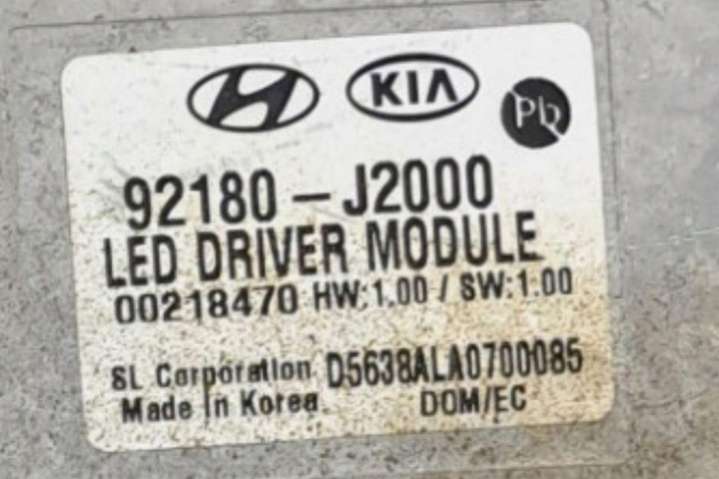 KIA
Pb
92180-J2000
LED DRIVER MODULE
00218470 HW:1.00 / SW:1.00
SL Corporation D5638ALA0700085
Made in Korea DOM/EC